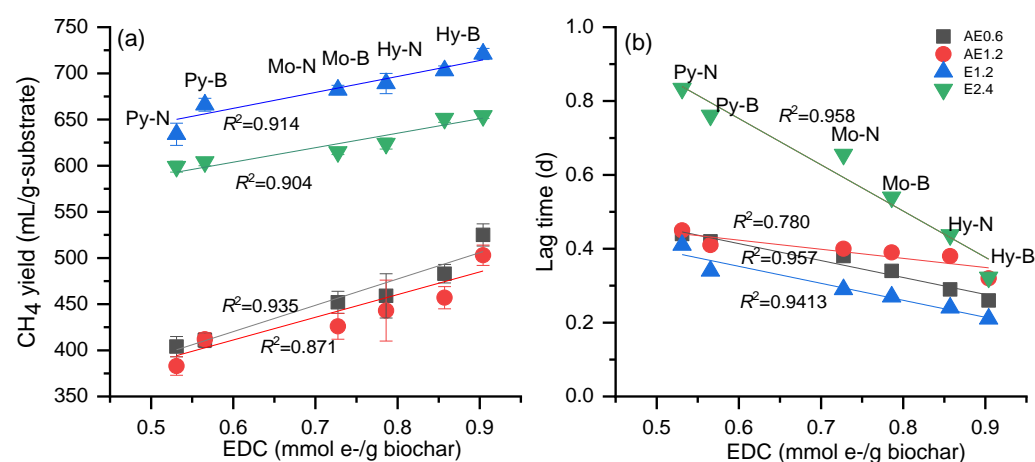 (a)
CH4 yield (mL/g-substrate)
750
700
650
600
550
500
450
400
350
Py-N
Py-B
Mo-N
Mo-B
Hy-N
Hy-B
R2=0.914
R2=0.904
R2=0.935
R2=0.871
0.5 0.6 0.7 0.8 0.9
EDC (mmol e-/g biochar)
(b)
AE0.6
AE1.2
E1.2
E2.4
Lag time (d)
1.0
0.8
0.6
0.4
0.2
0.0
Py-N
Py-B
R2=0.958
Mo-N
Mo-B
Hy-N
Hy-B
R2=0.780
R2=0.957
R2=0.9413
0.5 0.6 0.7 0.8 0.9
EDC (mmol e-/g biochar)